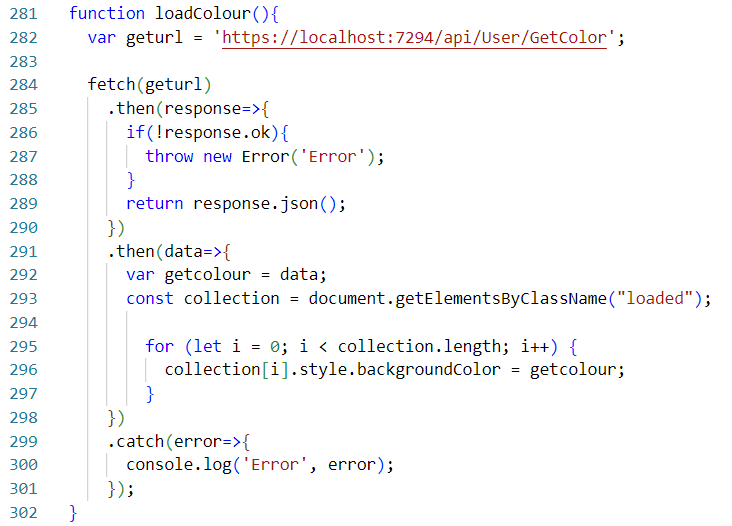 281 function loadColour(){
282 var geturl = 'https://localhost:7294/api/User/GetColor';
283
284 fetch(geturl)
285 .then(response=>{
286 if(!response.ok){
287 throw new Error('Error');
288 }
289 return response.json();
290 })
291 .then(data=>{
292 var getcolour = data;
293 const collection = document.getElementsByClassName("loaded");
294
295 for (let i = 0; i < collection.length; i++) {
296 collection[i].style.backgroundColor = getcolour;
297 }
298 })
299 .catch(error=>{
300 console.log('Error', error);
301 });
302 }